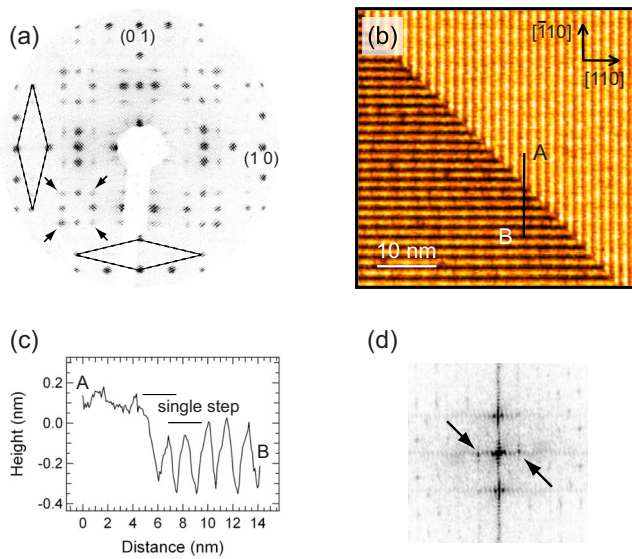 (a)
(0 1)
(1 0)
(b)
[1̄10]
[110]
A
B
10 nm
(c)
A
single step
B
Height (nm)
0.2
0.0
-0.2
-0.4
0 2 4 6 8 10 12 14
Distance (nm)
(d)